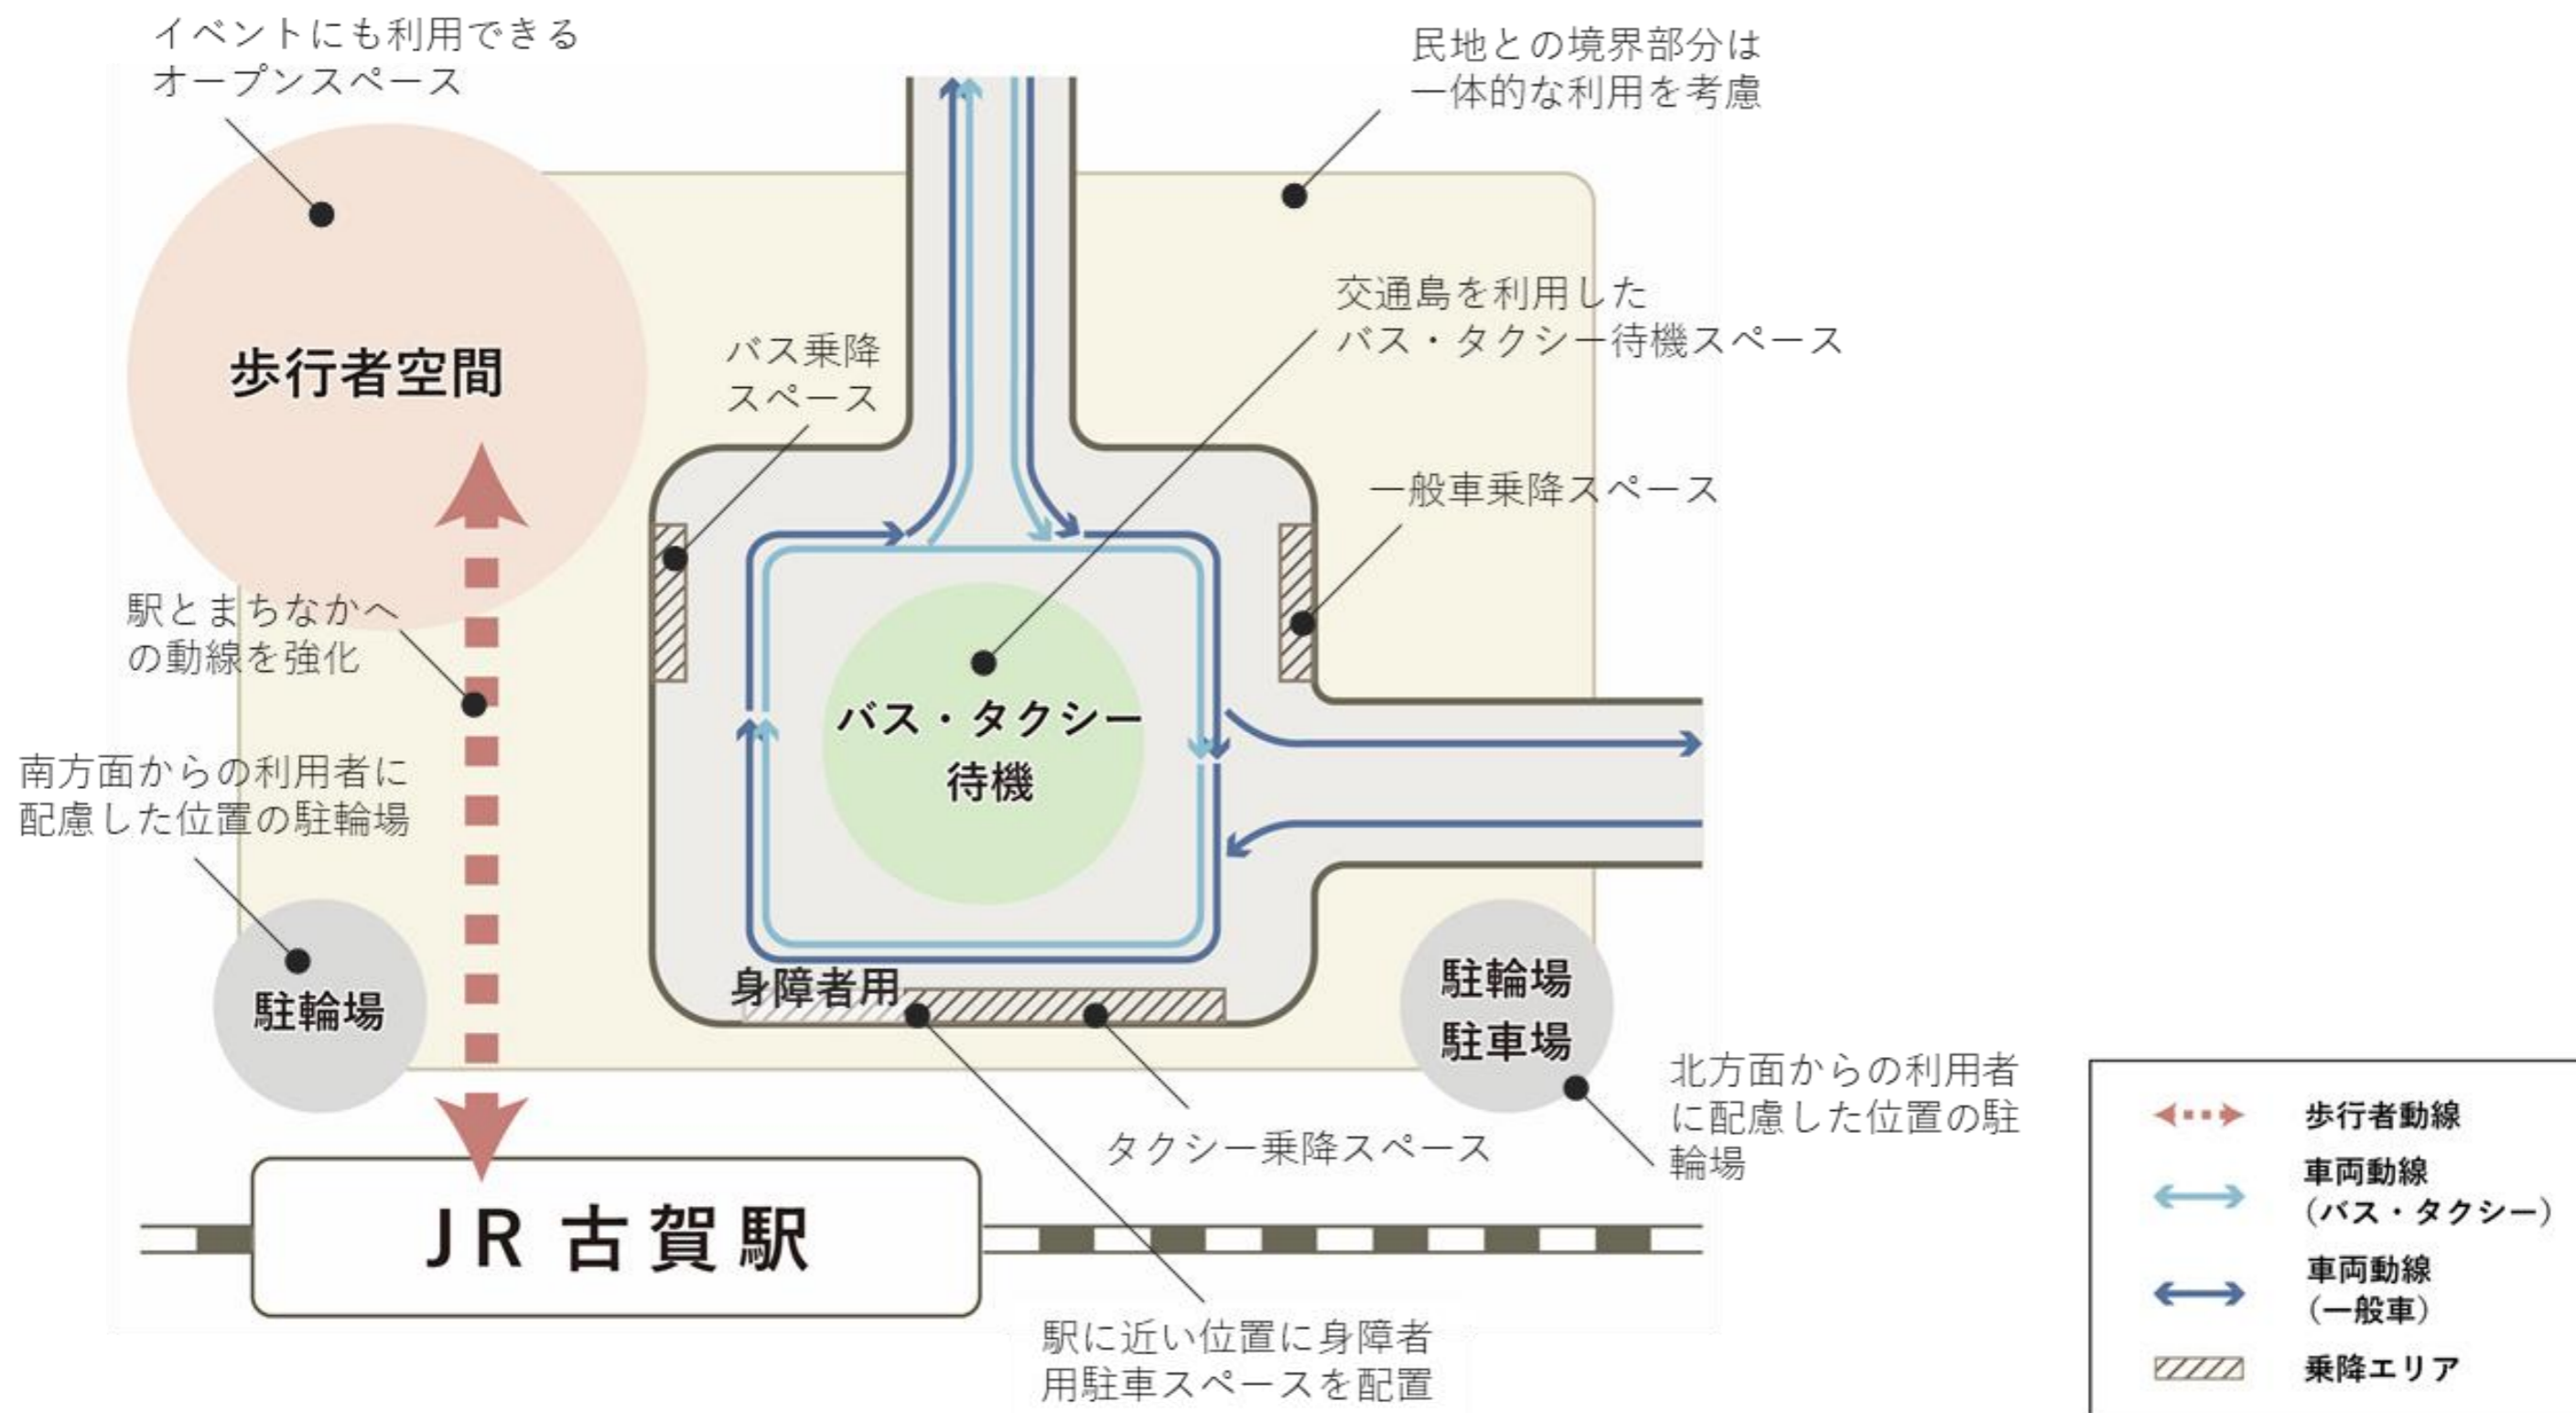 イベントにも利用できる
オープンスペース
民地との境界部分は
一体的な利用を考慮
歩行者空間
バス乗降
スペース
交通島を利用した
バス・タクシー待機スペース
一般車乗降スペース
駅とまちなかへ
の動線を強化
バス・タクシー
待機
南方面からの利用者に
配慮した位置の駐輪場
駐輪場
身障者用
駐輪場
駐車場
タクシー乗降スペース
北方面からの利用者
に配慮した位置の駐
輪場
JR 古賀駅
駅に近い位置に身障者
用駐車スペースを配置
歩行者動線
車両動線
（バス・タクシー）
車両動線
（一般車）
乗降エリア